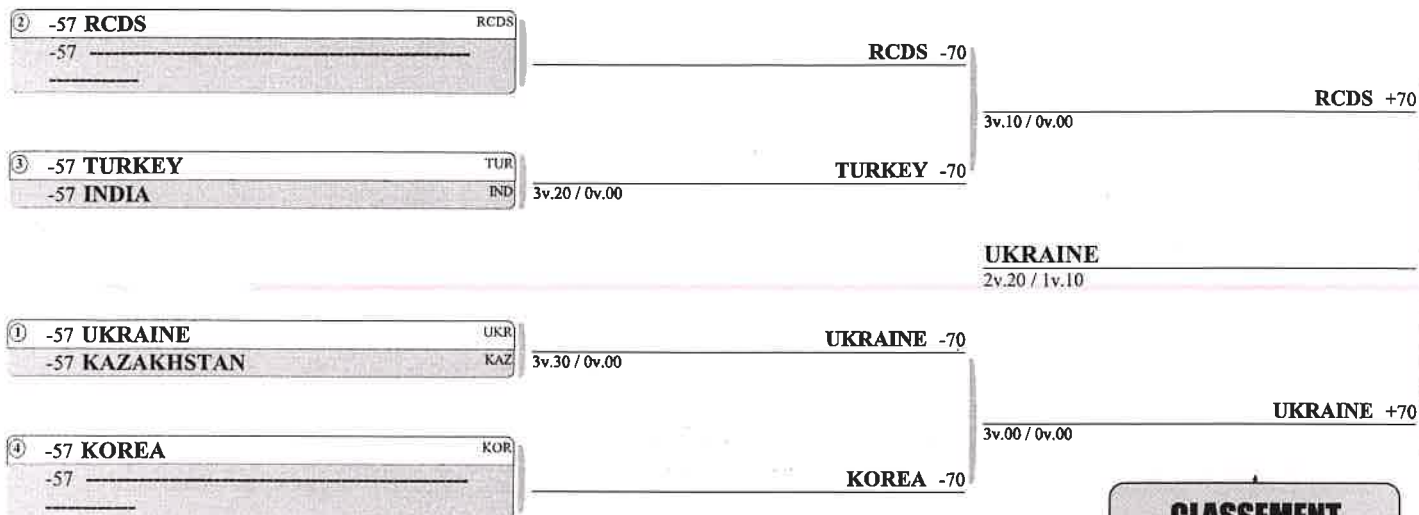 ② -57 RCDS RCDS
-57 ----------------------------------------
----------
RCDS -70
RCDS +70
3v.10 / 0v.00
③ -57 TURKEY TUR
-57 INDIA IND
3v.20 / 0v.00
TURKEY -70
UKRAINE
2v.20 / 1v.10
① -57 UKRAINE UKR
-57 KAZAKHSTAN KAZ
3v.30 / 0v.00
UKRAINE -70
UKRAINE +70
3v.00 / 0v.00
④ -57 KOREA KOR
-57 ----------------------------------------
----------
KOREA -70
CLASSEMENT